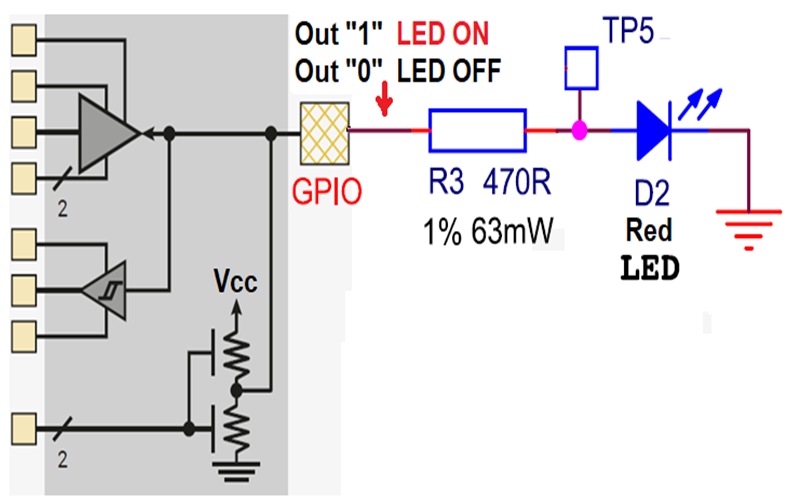 Out "1" LED ON
Out "0" LED OFF
TP5
GPIO
R3 470R
1% 63mW
D2
Red
LED
2
Vcc
2